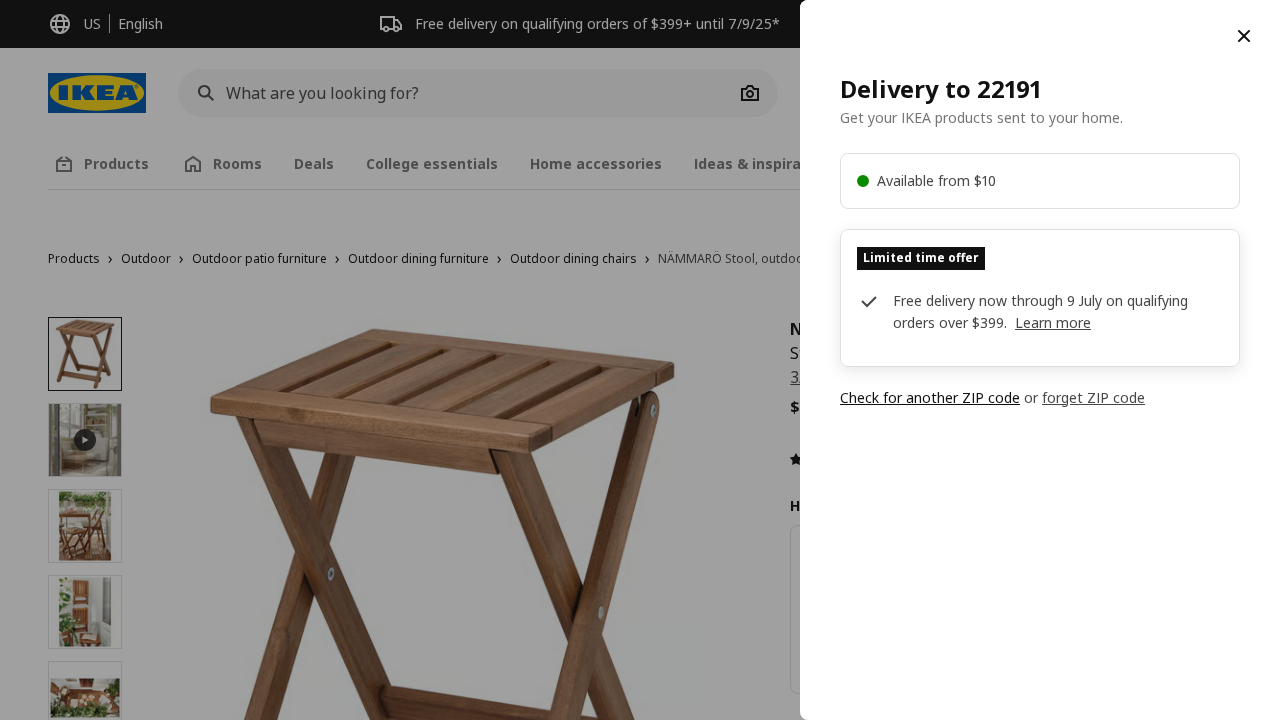 US | English
Free delivery on qualifying orders of $399+ until 7/9/25*
IKEA
What are you looking for?
Products
Rooms
Deals
College essentials
Home accessories
Ideas & inspira
Products › Outdoor › Outdoor patio furniture › Outdoor dining furniture › Outdoor dining chairs › NÄMMARÖ Stool, outdoo
N
S
3
$
H
Delivery to 22191
Get your IKEA products sent to your home.
Available from $10
Limited time offer
Free delivery now through 9 July on qualifying
orders over $399. Learn more
Check for another ZIP code or forget ZIP code